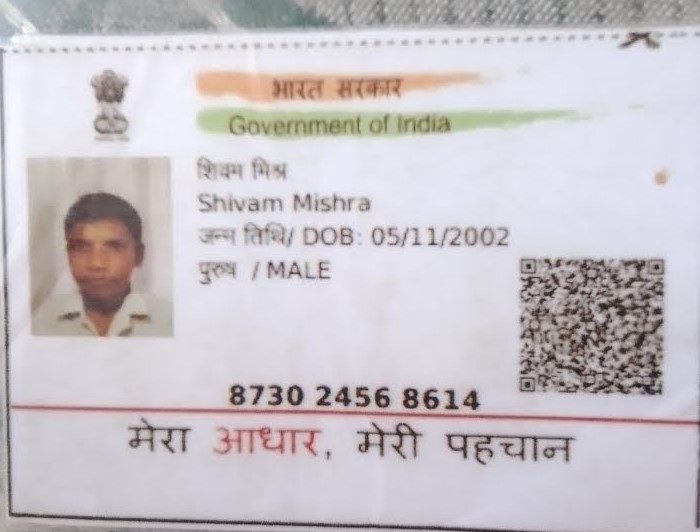 भारत सरकार
Government of India
शिवम मिश्र
Shivam Mishra
जन्म तिथि/ DOB: 05/11/2002
पुरुष / MALE
8730 2456 8614
मेरा आधार, मेरी पहचान